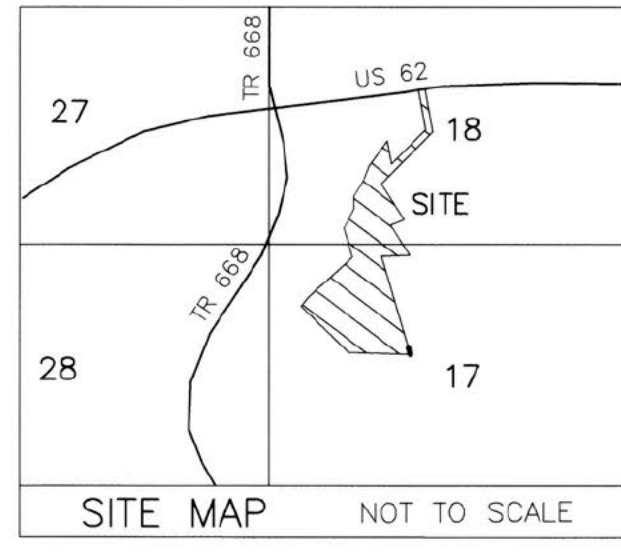 TR 668
US 62
27
18
SITE
TR 668
28
17
SITE MAP
NOT TO SCALE